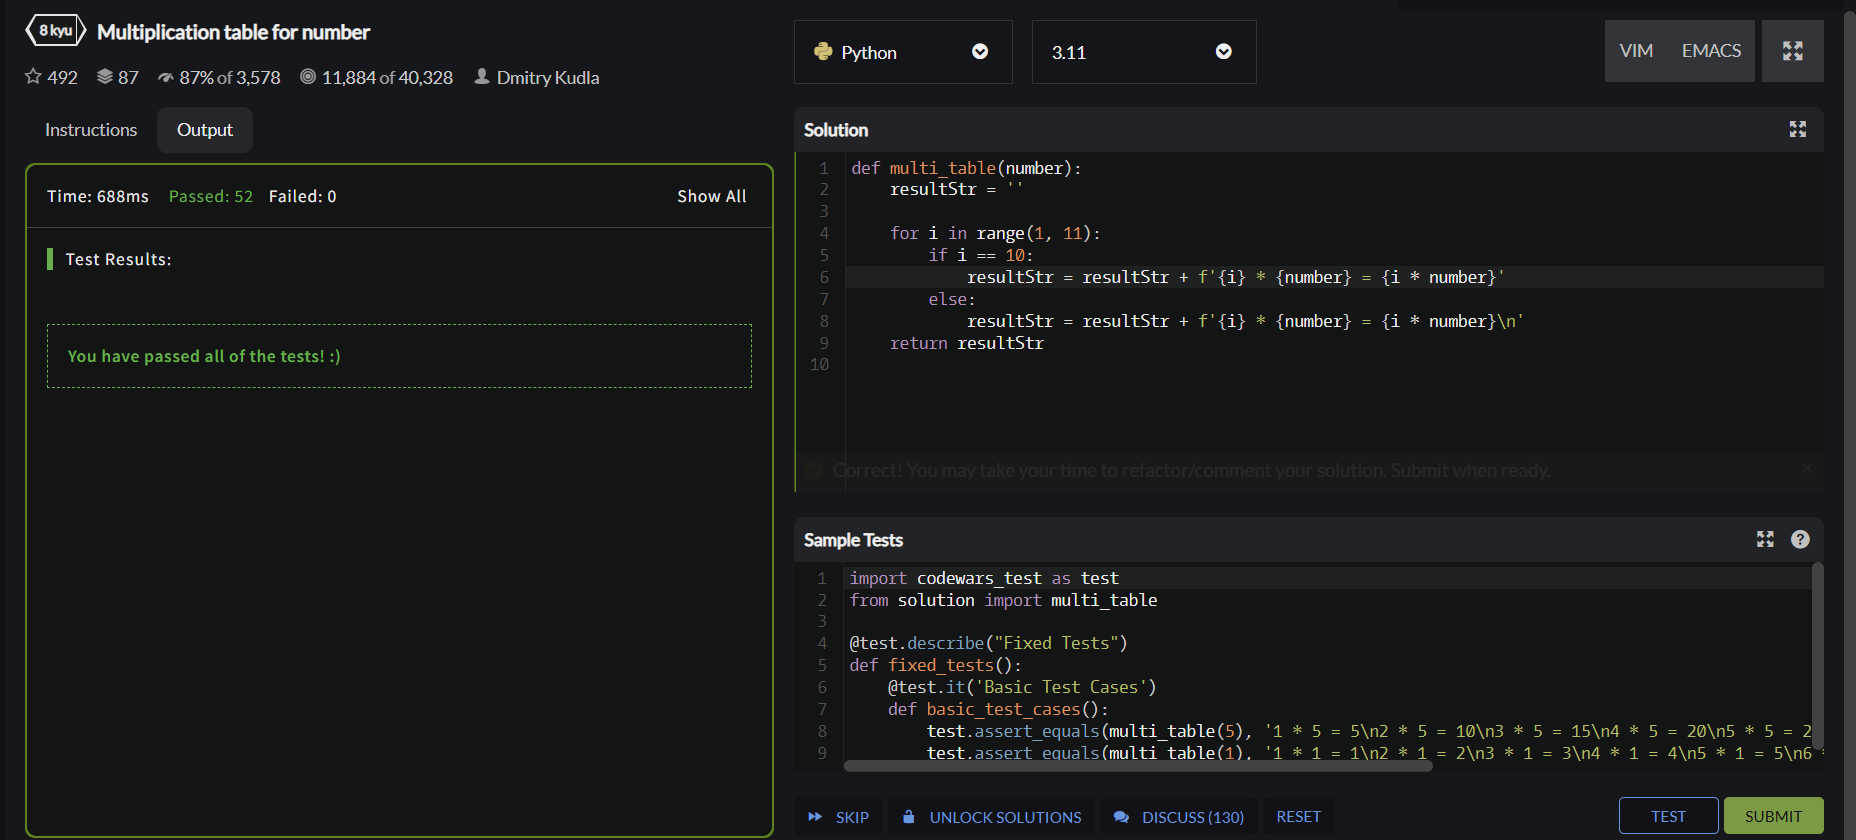 8 kyu Multiplication table for number
492 87 87% of 3,578 11,884 of 40,328 Dmitry Kudla
Instructions Output
Time: 688ms Passed: 52 Failed: 0 Show All
Test Results:
You have passed all of the tests! :)
Python 3.11 VIM EMACS
Solution
1 def multi_table(number):
2     resultStr = ''
3
4     for i in range(1, 11):
5         if i == 10:
6             resultStr = resultStr + f'{i} * {number} = {i * number}'
7         else:
8             resultStr = resultStr + f'{i} * {number} = {i * number}\n'
9     return resultStr
10
Correct! You may take your time to refactor/comment your solution. Submit when ready. ×
Sample Tests ?
1 import codewars_test as test
2 from solution import multi_table
3
4 @test.describe("Fixed Tests")
5 def fixed_tests():
6     @test.it('Basic Test Cases')
7     def basic_test_cases():
8         test.assert_equals(multi_table(5), '1 * 5 = 5\n2 * 5 = 10\n3 * 5 = 15\n4 * 5 = 20\n5 * 5 = 2
9         test.assert_equals(multi_table(1), '1 * 1 = 1\n2 * 1 = 2\n3 * 1 = 3\n4 * 1 = 4\n5 * 1 = 5\n6 *
SKIP UNLOCK SOLUTIONS DISCUSS (130) RESET TEST SUBMIT